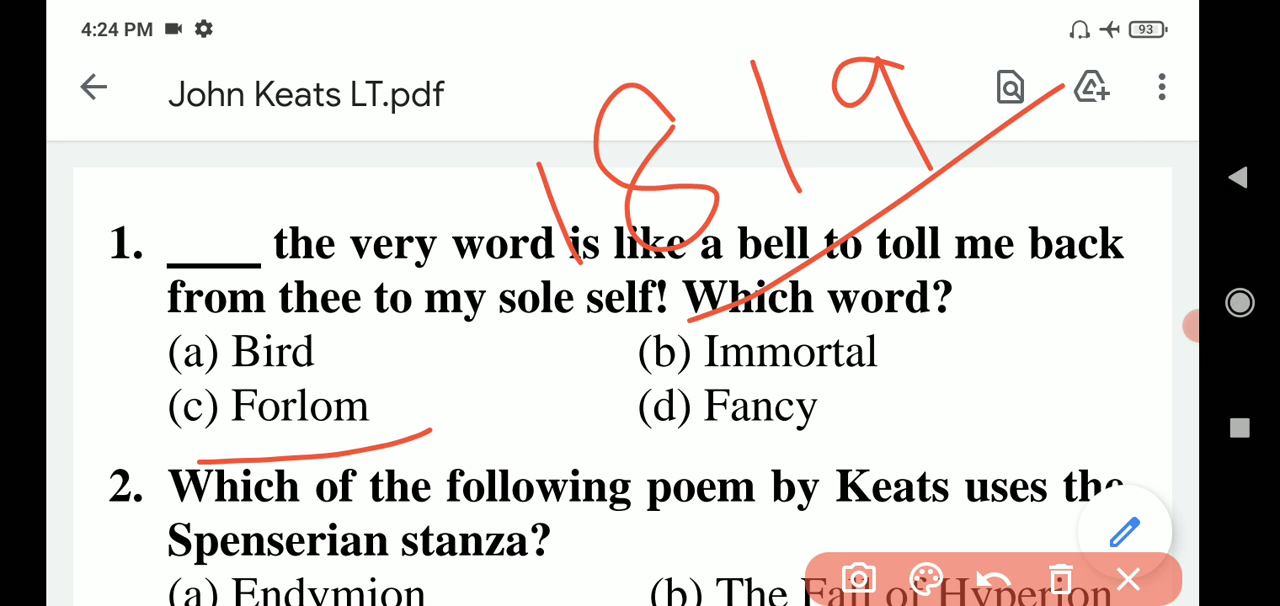 4:24 PM 93
John Keats LT.pdf
1819
1. ____ the very word is like a bell to toll me back
from thee to my sole self! Which word?
(a) Bird (b) Immortal
(c) Forlom (d) Fancy
2. Which of the following poem by Keats uses the
Spenserian stanza?
(a) Endymion (b) The Fall of Hyperion